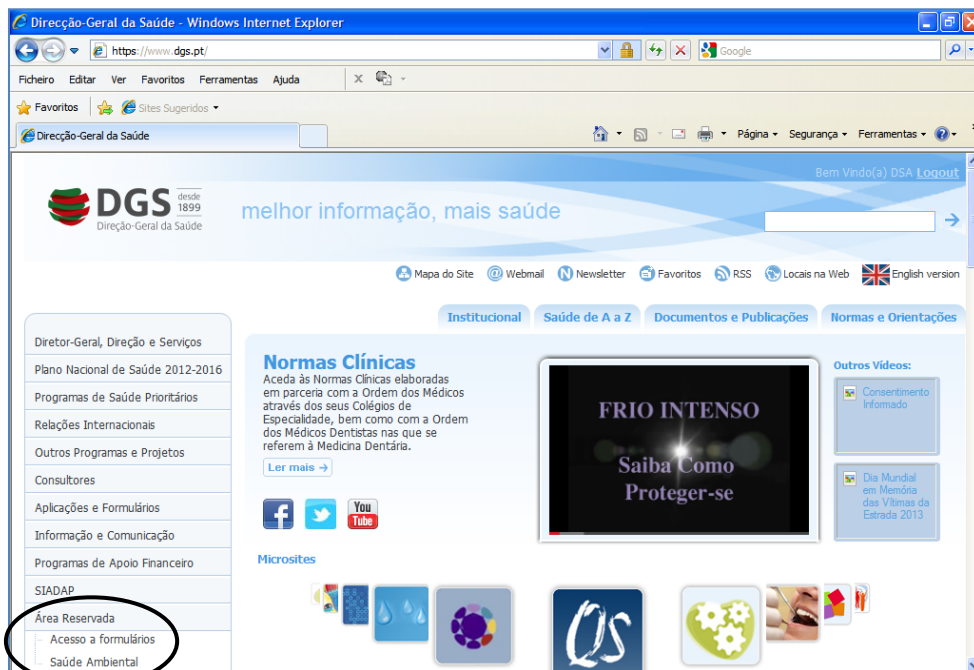 Direcção-Geral da Saúde - Windows Internet Explorer
https://www.dgs.pt/
Google
Ficheiro Editar Ver Favoritos Ferramentas Ajuda
x
Favoritos Sites Sugeridos
Direcção-Geral da Saúde
Página Segurança Ferramentas
Bem Vindo(a) DSA Logout
DGS desde 1899
Direção-Geral da Saúde
melhor informação, mais saúde
Mapa do Site Webmail Newsletter Favoritos RSS Locais na Web English version
Institucional Saúde de A a Z Documentos e Publicações Normas e Orientações
Diretor-Geral, Direção e Serviços
Plano Nacional de Saúde 2012-2016
Programas de Saúde Prioritários
Relações Internacionais
Outros Programas e Projetos
Consultores
Aplicações e Formulários
Informação e Comunicação
Programas de Apoio Financeiro
SIADAP
Área Reservada
Acesso a formulários
Saúde Ambiental
Normas Clínicas
Aceda às Normas Clínicas elaboradas
em parceria com a Ordem dos Médicos
através dos seus Colégios de
Especialidade, bem como com a Ordem
dos Médicos Dentistas nas que se
referem à Medicina Dentária.
Ler mais
You
Tube
FRIO INTENSO
Saiba Como
Proteger-se
Outros Vídeos:
Consentimento
Informado
Dia Mundial
em Memória
das Vítimas da
Estrada 2013
Microsites
QS